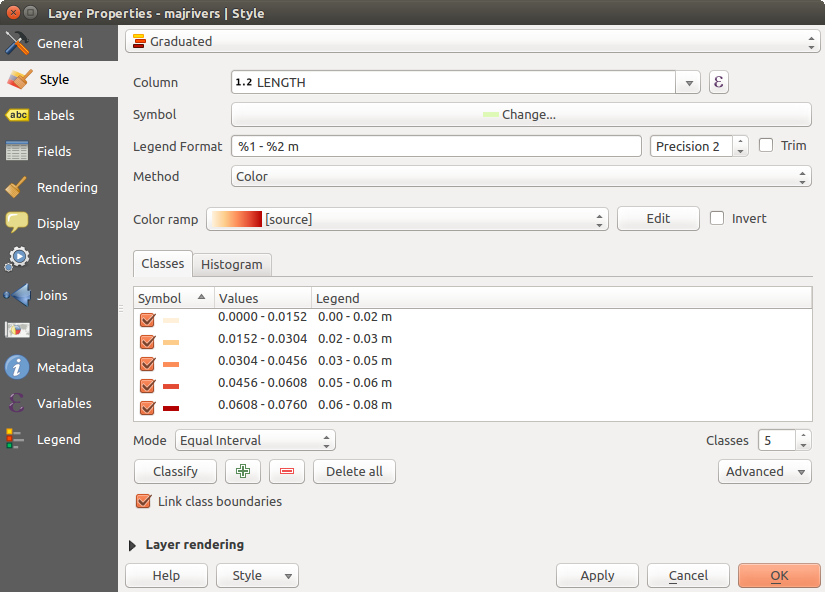 Layer Properties - majrivers | Style
General
Style
Labels
Fields
Rendering
Display
Actions
Joins
Diagrams
Metadata
Variables
Legend
abc
Graduated
Column 1.2 LENGTH ε
Symbol Change...
Legend Format %1 - %2 m Precision 2 Trim
Method Color
Color ramp [source] Edit Invert
Classes Histogram
Symbol Values Legend
0.0000 - 0.0152 0.00 - 0.02 m
0.0152 - 0.0304 0.02 - 0.03 m
0.0304 - 0.0456 0.03 - 0.05 m
0.0456 - 0.0608 0.05 - 0.06 m
0.0608 - 0.0760 0.06 - 0.08 m
Mode Equal Interval Classes 5
Classify Delete all Advanced
Link class boundaries
Layer rendering
Help Style Apply Cancel OK